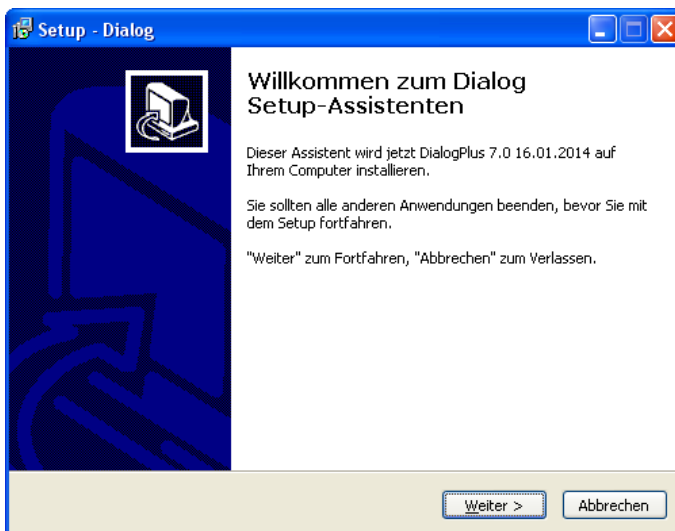 Setup - Dialog
Willkommen zum Dialog
Setup-Assistenten
Dieser Assistent wird jetzt DialogPlus 7.0 16.01.2014 auf
Ihrem Computer installieren.
Sie sollten alle anderen Anwendungen beenden, bevor Sie mit
dem Setup fortfahren.
"Weiter" zum Fortfahren, "Abbrechen" zum Verlassen.
Weiter > Abbrechen